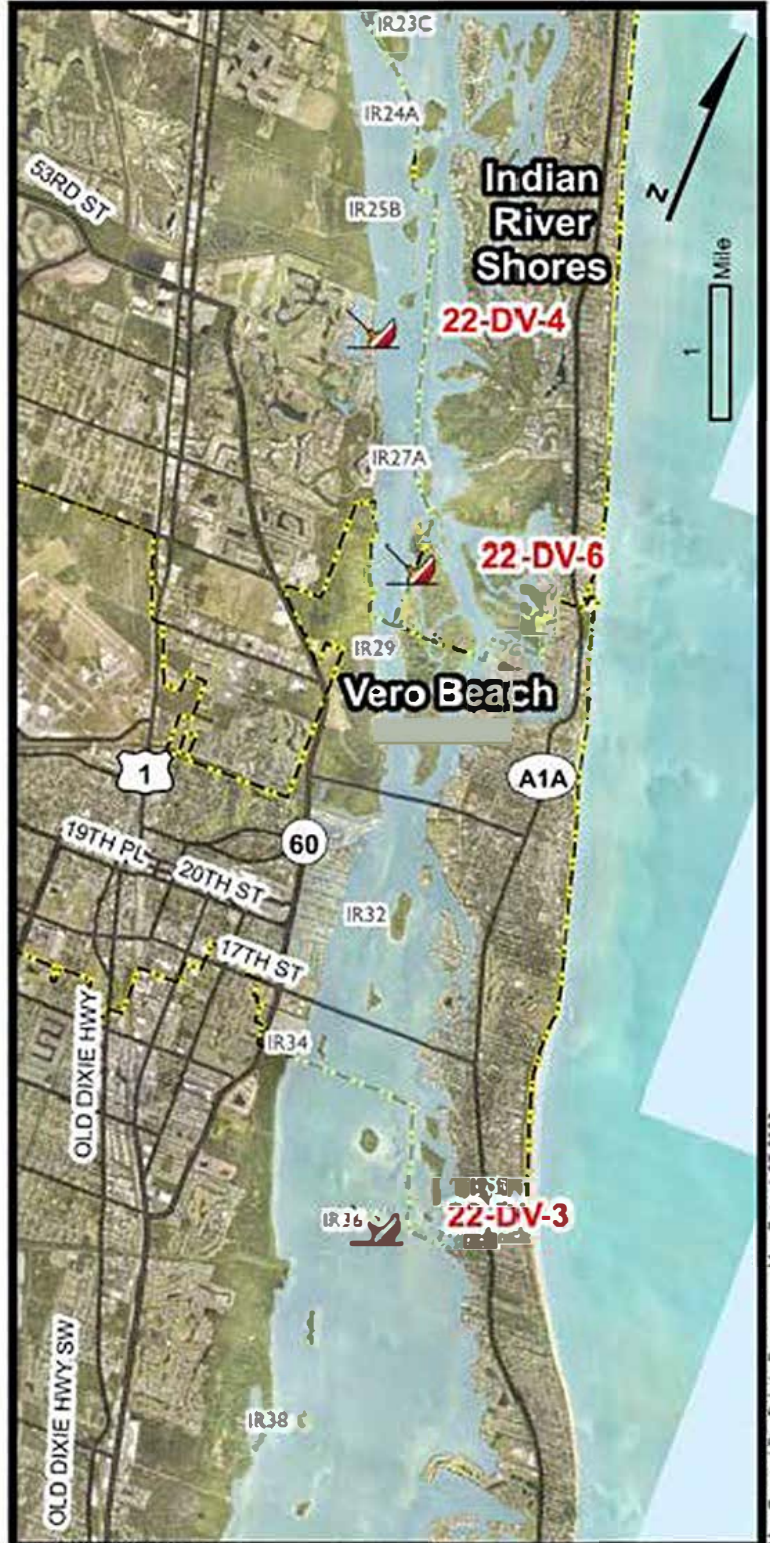 IR23C
IR24A
53RD ST
IR25B
Indian
River
Shores
N
1 Mile
22-DV-4
IR27A
22-DV-6
IR29
Vero Beach
1
A1A
60
19TH PL
20TH ST
IR32
17TH ST
IR34
OLD DIXIE HWY
IR36
22-DV-3
IR38
OLD DIXIE HWY SW